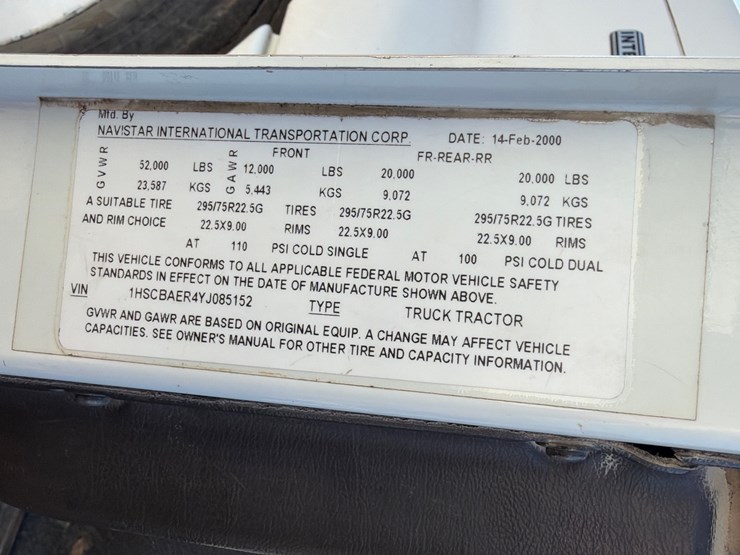 INTE
Mfd. By
NAVISTAR INTERNATIONAL TRANSPORTATION CORP. DATE: 14-Feb-2000
GVWR 52,000 LBS GAWR FRONT 12,000 LBS 20,000 FR-REAR-RR 20,000 LBS
23,587 KGS 5,443 KGS 9,072 9,072 KGS
A SUITABLE TIRE 295/75R22.5G TIRES 295/75R22.5G 295/75R22.5G TIRES
AND RIM CHOICE 22.5X9.00 RIMS 22.5X9.00 22.5X9.00 RIMS
AT 110 PSI COLD SINGLE AT 100 PSI COLD DUAL
THIS VEHICLE CONFORMS TO ALL APPLICABLE FEDERAL MOTOR VEHICLE SAFETY
STANDARDS IN EFFECT ON THE DATE OF MANUFACTURE SHOWN ABOVE.
VIN 1HSCBAER4YJ085152 TYPE TRUCK TRACTOR
GVWR AND GAWR ARE BASED ON ORIGINAL EQUIP. A CHANGE MAY AFFECT VEHICLE
CAPACITIES. SEE OWNER'S MANUAL FOR OTHER TIRE AND CAPACITY INFORMATION.